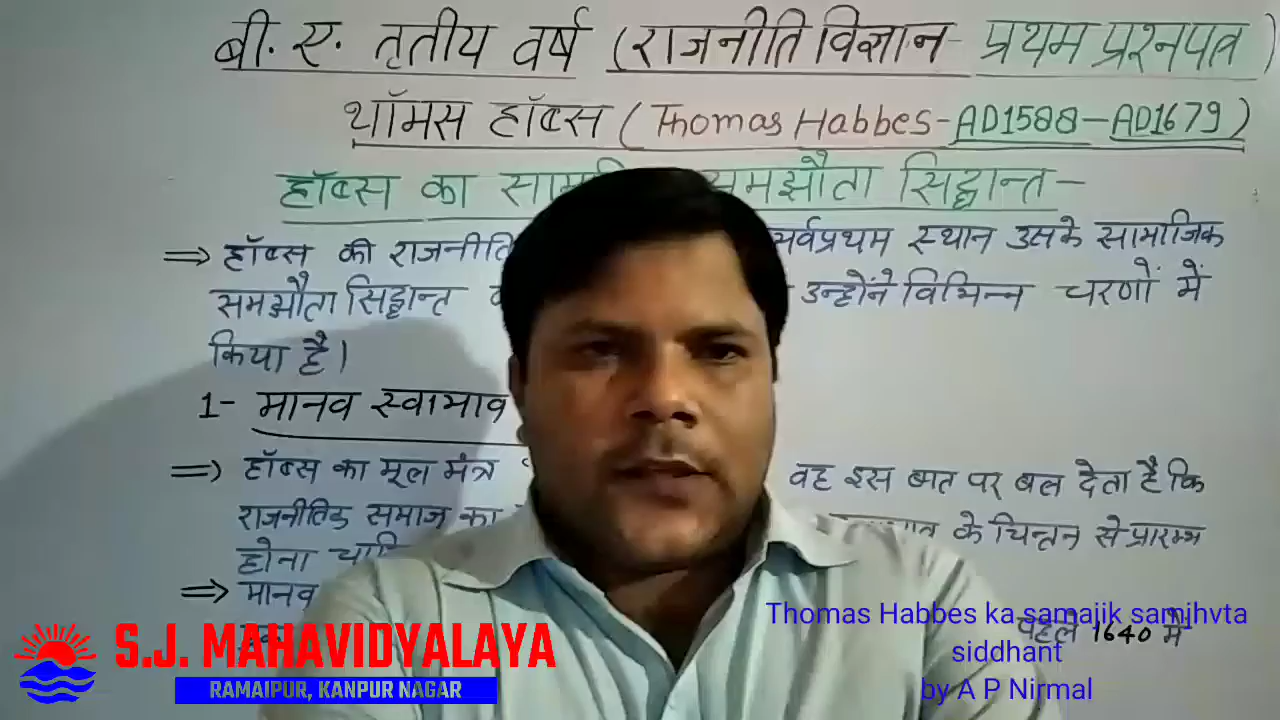 बी. ए. तृतीय वर्ष (राजनीति विज्ञान - प्रथम प्रश्नपत्र)
थॉमस हॉब्स (Thomas Habbes-AD1588-AD1679)
हॉब्स का समझौता सिद्धान्त-
⇒ हॉब्स की सर्वप्रथम स्थान उसके सामाजिक
समझौता सिद्धान्त उन्होंने विभिन्न चरणों में
किया है।
1- मानव स्वाभाव
⇒ हॉब्स का मूल मंत्र वह इस बात पर बल देता है कि
राजनीतिक समाज का के चिन्तन से प्रारम्भ
होना
⇒ मानव
पहले 1640 में
Thomas Habbes ka samajik samjhvta
siddhant
by A P Nirmal
S.J. MAHAVIDYALAYA
RAMAIPUR, KANPUR NAGAR